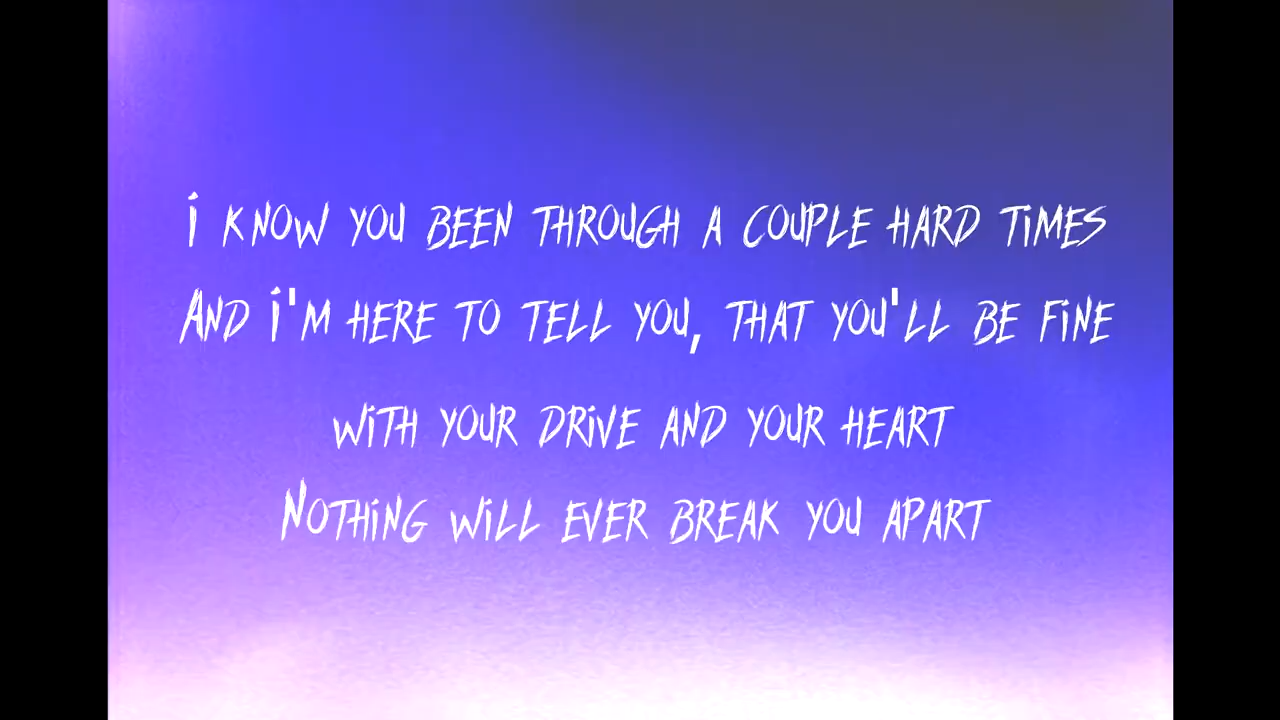 I know you been through a couple hard times
And I'm here to tell you, that you'll be fine
with your drive and your heart
Nothing will ever break you apart